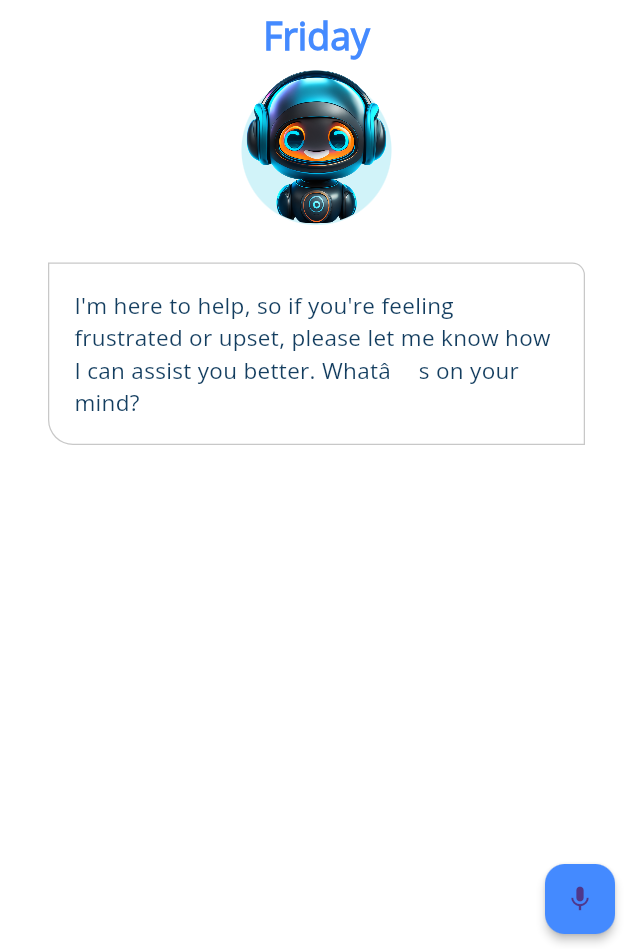 Friday
I'm here to help, so if you're feeling
frustrated or upset, please let me know how
I can assist you better. Whatâ  s on your
mind?